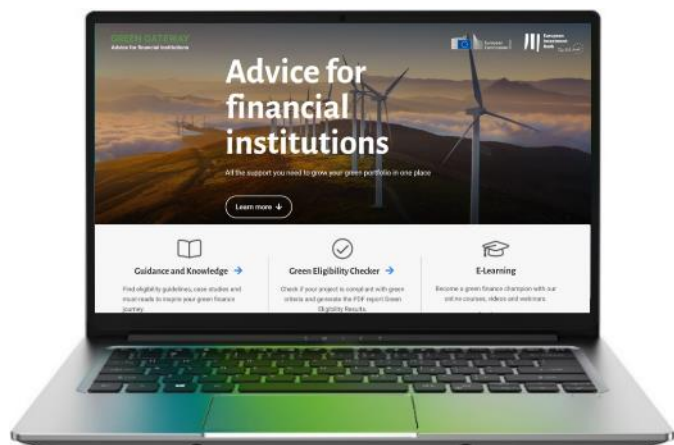 GREEN GATEWAY
Advice for financial institutions
European
Commission
European
Investment
Bank
Advice for
financial
institutions
All the support you need to grow your green portfolio in one place
Learn more
Guidance and Knowledge
Find eligibility guidelines, case studies and
must-reads to inspire your green finance
journey.
Green Eligibility Checker
Check if your project is compliant with green
criteria and generate the PDF report Green
Eligibility Results.
E-Learning
Become a green finance champion with our
online courses, videos and webinars.